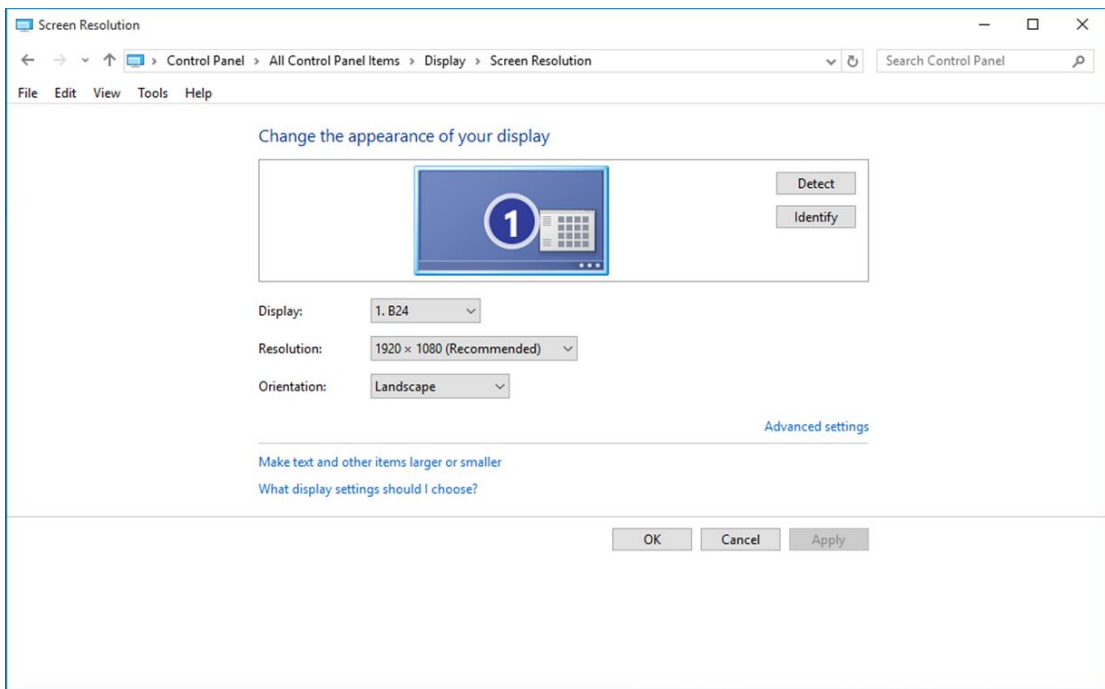 Screen Resolution
Control Panel > All Control Panel Items > Display > Screen Resolution
Search Control Panel
File Edit View Tools Help
Change the appearance of your display
1
Detect
Identify
Display: 1. B24
Resolution: 1920 × 1080 (Recommended)
Orientation: Landscape
Advanced settings
Make text and other items larger or smaller
What display settings should I choose?
OK Cancel Apply